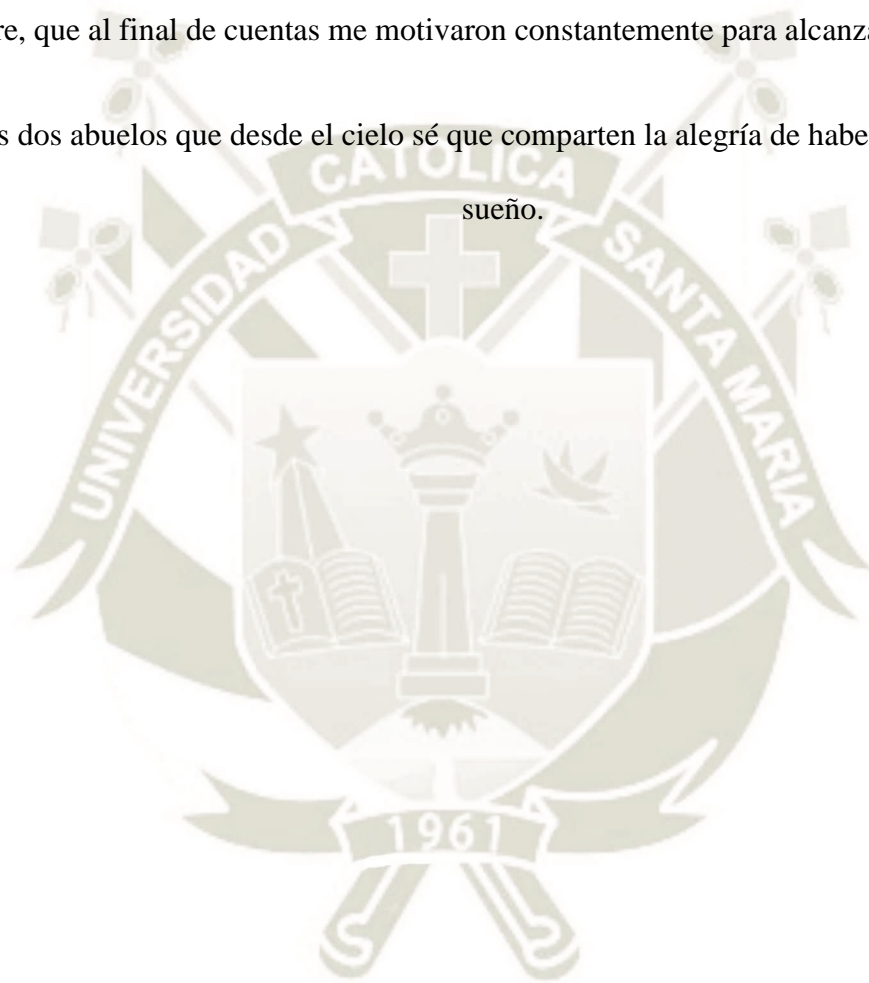 re, que al final de cuentas me motivaron constantemente para alcanza
s dos abuelos que desde el cielo sé que comparten la alegría de habe
sueño.
UNIVERSIDAD CATÓLICA SANTA MARIA
1961